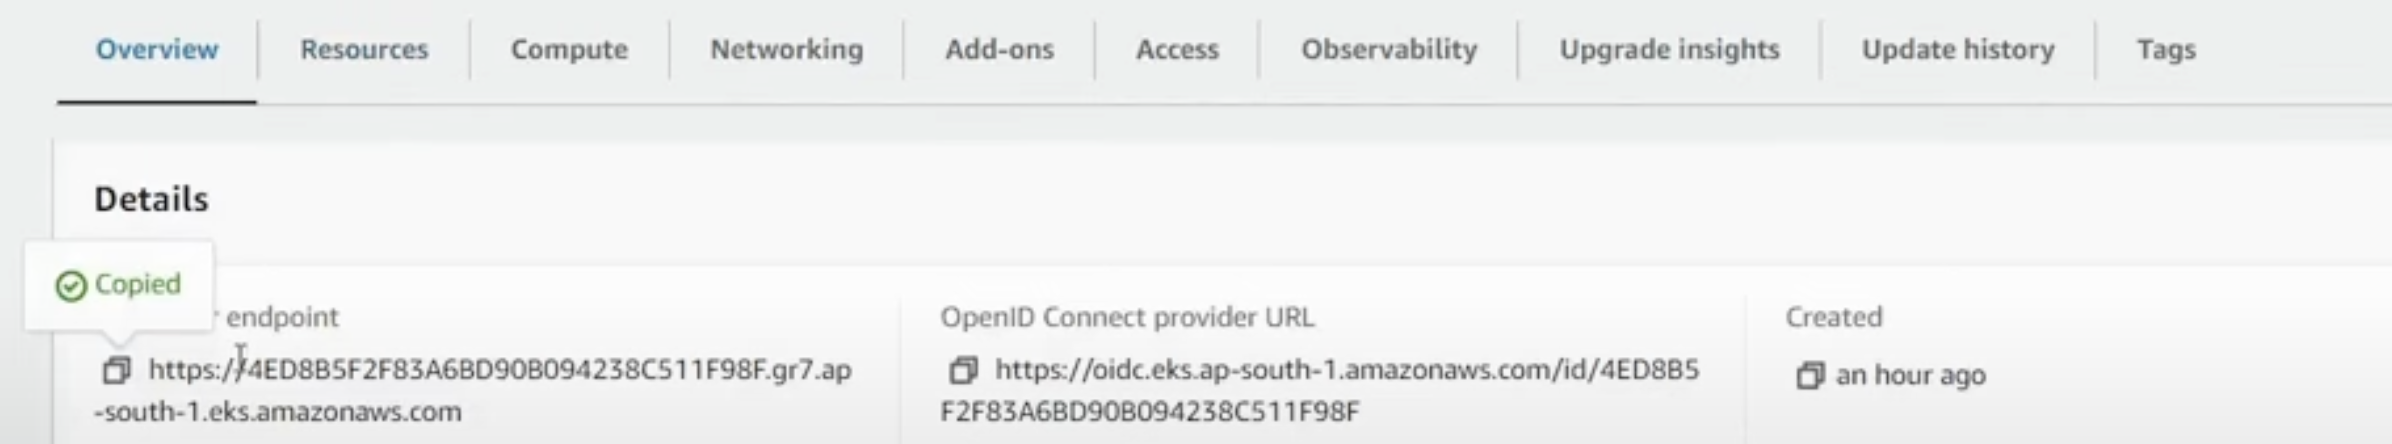 Overview Resources Compute Networking Add-ons Access Observability Upgrade insights Update history Tags
Details
Copied
endpoint
https://4ED8B5F2F83A6BD90B094238C511F98F.gr7.ap
-south-1.eks.amazonaws.com
OpenID Connect provider URL
https://oidc.eks.ap-south-1.amazonaws.com/id/4ED8B5
F2F83A6BD90B094238C511F98F
Created
an hour ago